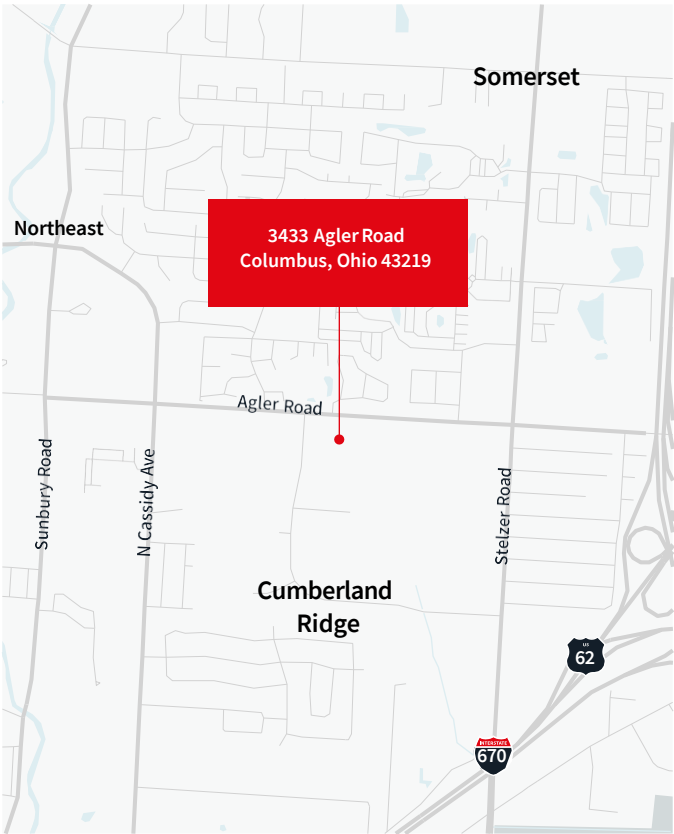 Somerset
Northeast
3433 Agler Road
Columbus, Ohio 43219
Agler Road
Sunbury Road
N Cassidy Ave
Stelzer Road
Cumberland
Ridge
US
62
INTERSTATE
670